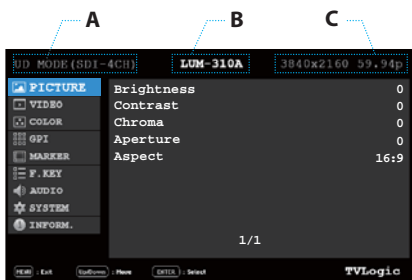 A B C
UD MODE(SDI-4CH) LUM-310A 3840x2160 59.94p
PICTURE
VIDEO
COLOR
GPI
MARKER
F.KEY
AUDIO
SYSTEM
INFORM.
Brightness 0
Contrast 0
Chroma 0
Aperture 0
Aspect 16:9
1/1
MENU : Exit Up/Down : Move ENTER : Select TVLogic